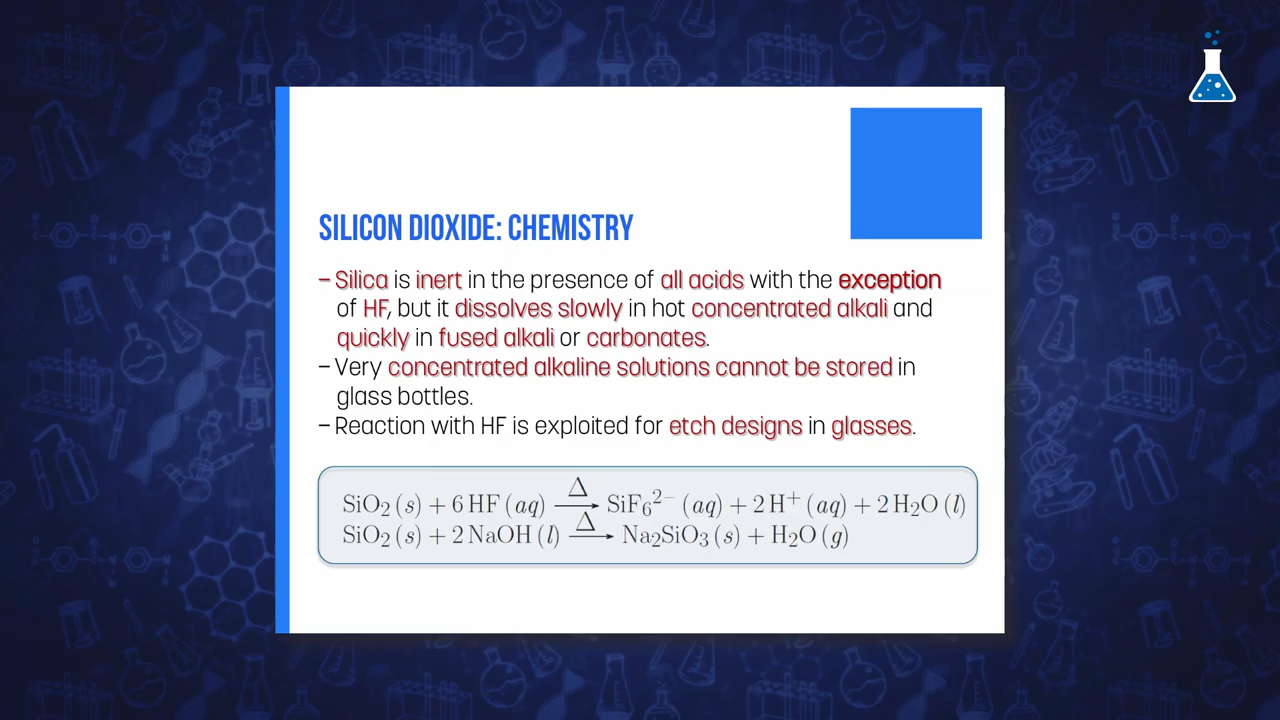 SILICON DIOXIDE: CHEMISTRY
– Silica is inert in the presence of all acids with the exception
of HF, but it dissolves slowly in hot concentrated alkali and
quickly in fused alkali or carbonates.
– Very concentrated alkaline solutions cannot be stored in
glass bottles.
– Reaction with HF is exploited for etch designs in glasses.
SiO₂ (s) + 6 HF (aq) —Δ→ SiF₆²⁻ (aq) + 2 H⁺ (aq) + 2 H₂O (l)
SiO₂ (s) + 2 NaOH (l) —Δ→ Na₂SiO₃ (s) + H₂O (g)